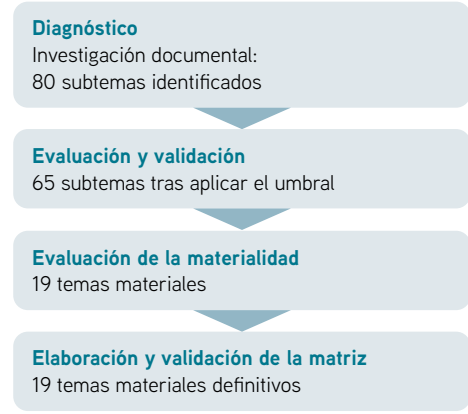 Diagnóstico
Investigación documental:
80 subtemas identificados
Evaluación y validación
65 subtemas tras aplicar el umbral
Evaluación de la materialidad
19 temas materiales
Elaboración y validación de la matriz
19 temas materiales definitivos